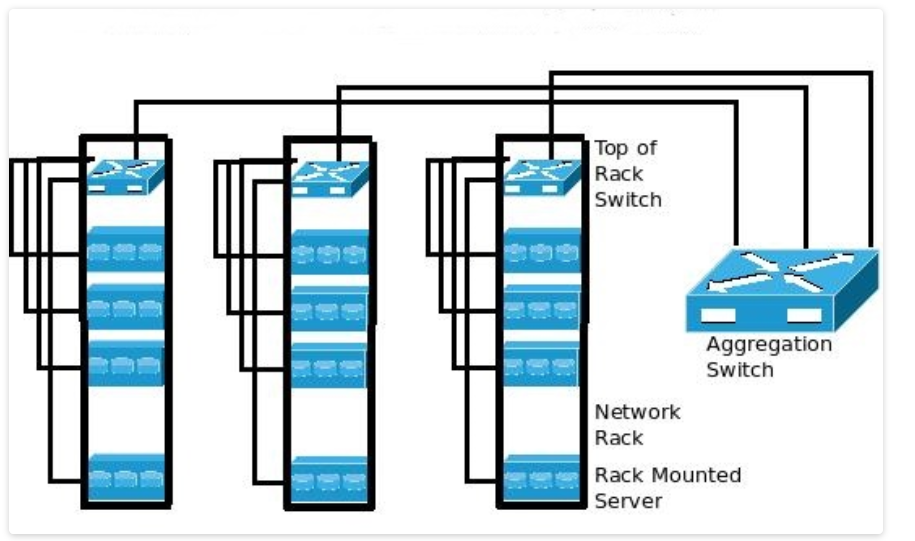 Top of
Rack
Switch
Aggregation
Switch
Network
Rack
Rack Mounted
Server